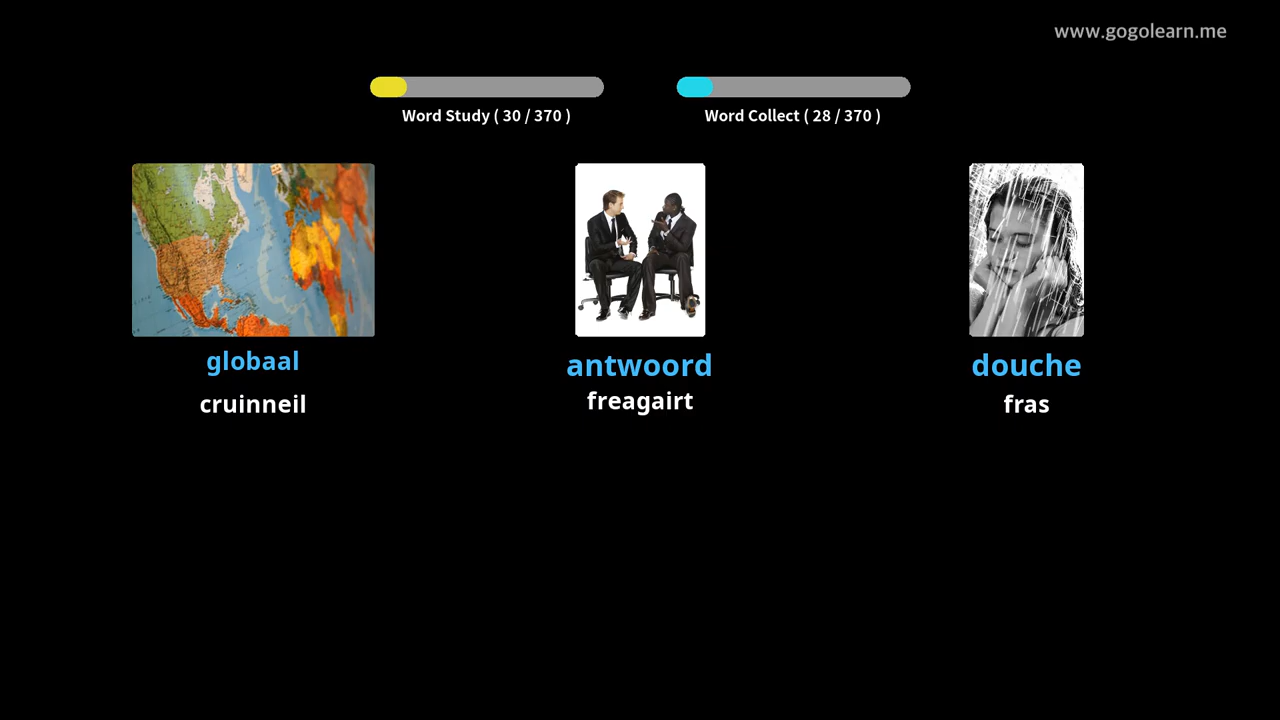 www.gogolearn.me
Word Study ( 30 / 370 )
Word Collect ( 28 / 370 )
globaal
antwoord
douche
cruinneil
freagairt
fras